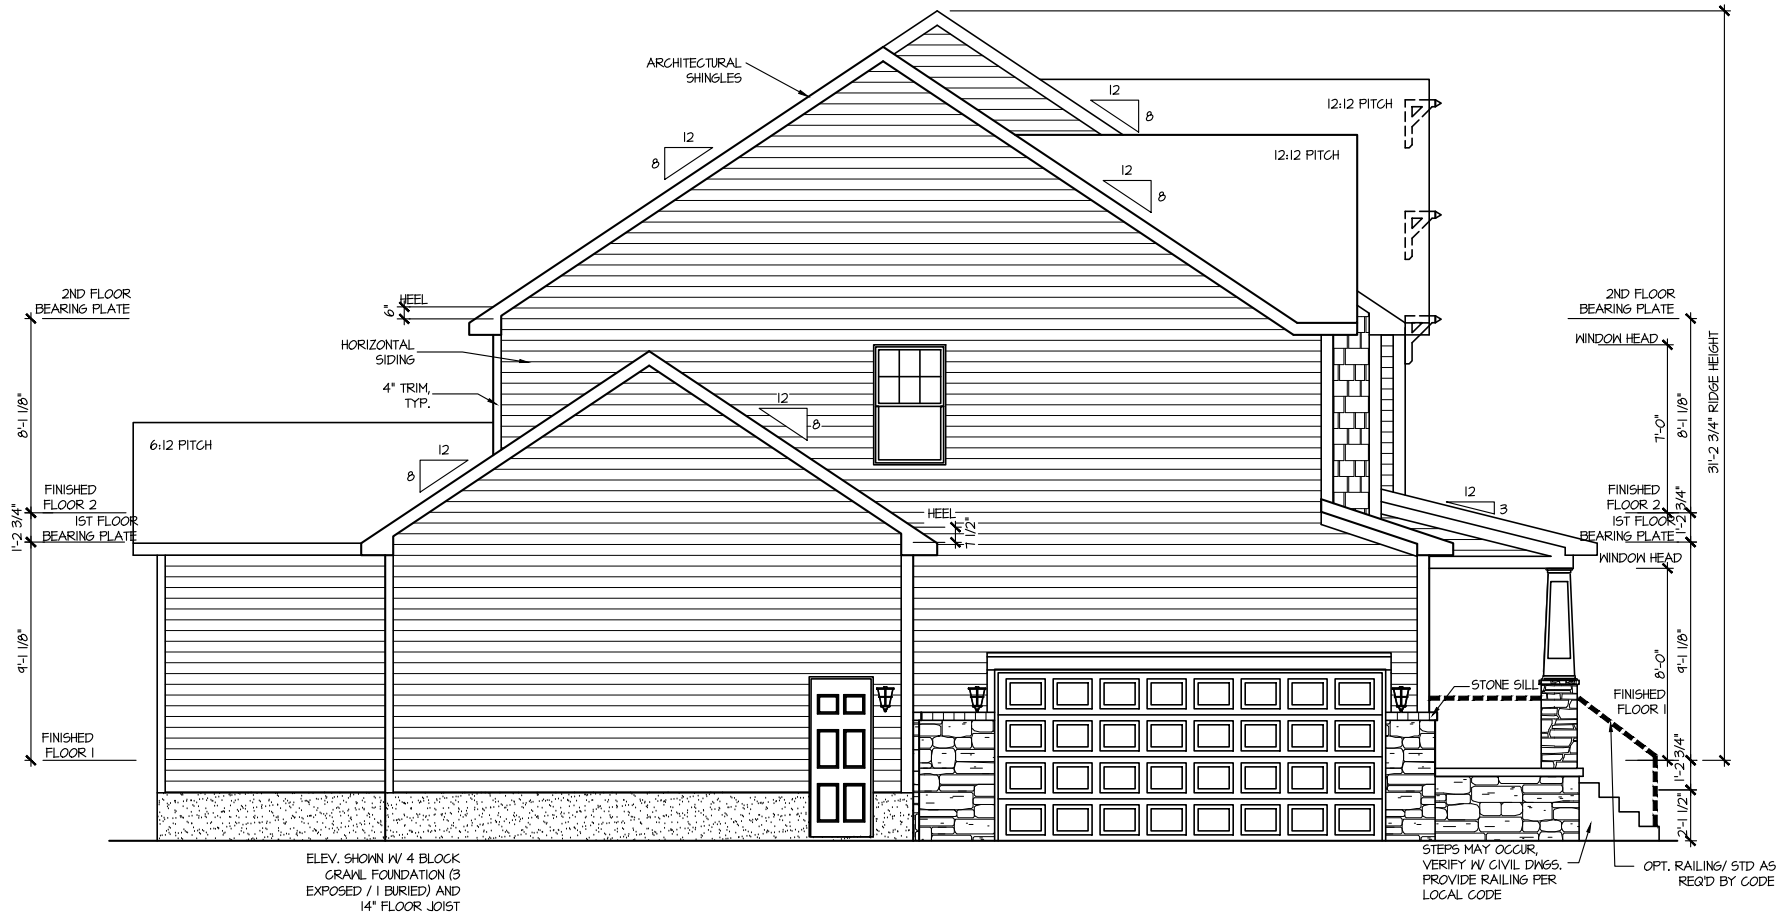 ARCHITECTURAL
SHINGLES
12
8
12
8
12:12 PITCH
12:12 PITCH
12
8
2ND FLOOR
BEARING PLATE
HEEL
6"
HORIZONTAL
SIDING
4" TRIM,
TYP.
12
8
6:12 PITCH
12
8
8'-1 1/8"
FINISHED
FLOOR 2
1'-2 3/4"
1ST FLOOR
BEARING PLATE
HEEL
7 1/2"
9'-1 1/8"
FINISHED
FLOOR 1
2ND FLOOR
BEARING PLATE
WINDOW HEAD
31'-2 3/4" RIDGE HEIGHT
7'-0"
8'-1 1/8"
12
3
FINISHED
FLOOR 2
1'-2 3/4"
1ST FLOOR
BEARING PLATE
WINDOW HEAD
8'-0"
9'-1 1/8"
STONE SILL
FINISHED
FLOOR 1
1'-2 3/4"
2'-1 1/2"
ELEV. SHOWN W/ 4 BLOCK
CRAWL FOUNDATION (3
EXPOSED / 1 BURIED) AND
14" FLOOR JOIST
STEPS MAY OCCUR,
VERIFY W/ CIVIL DWGS.
PROVIDE RAILING PER
LOCAL CODE
OPT. RAILING/ STD AS
REQ'D BY CODE